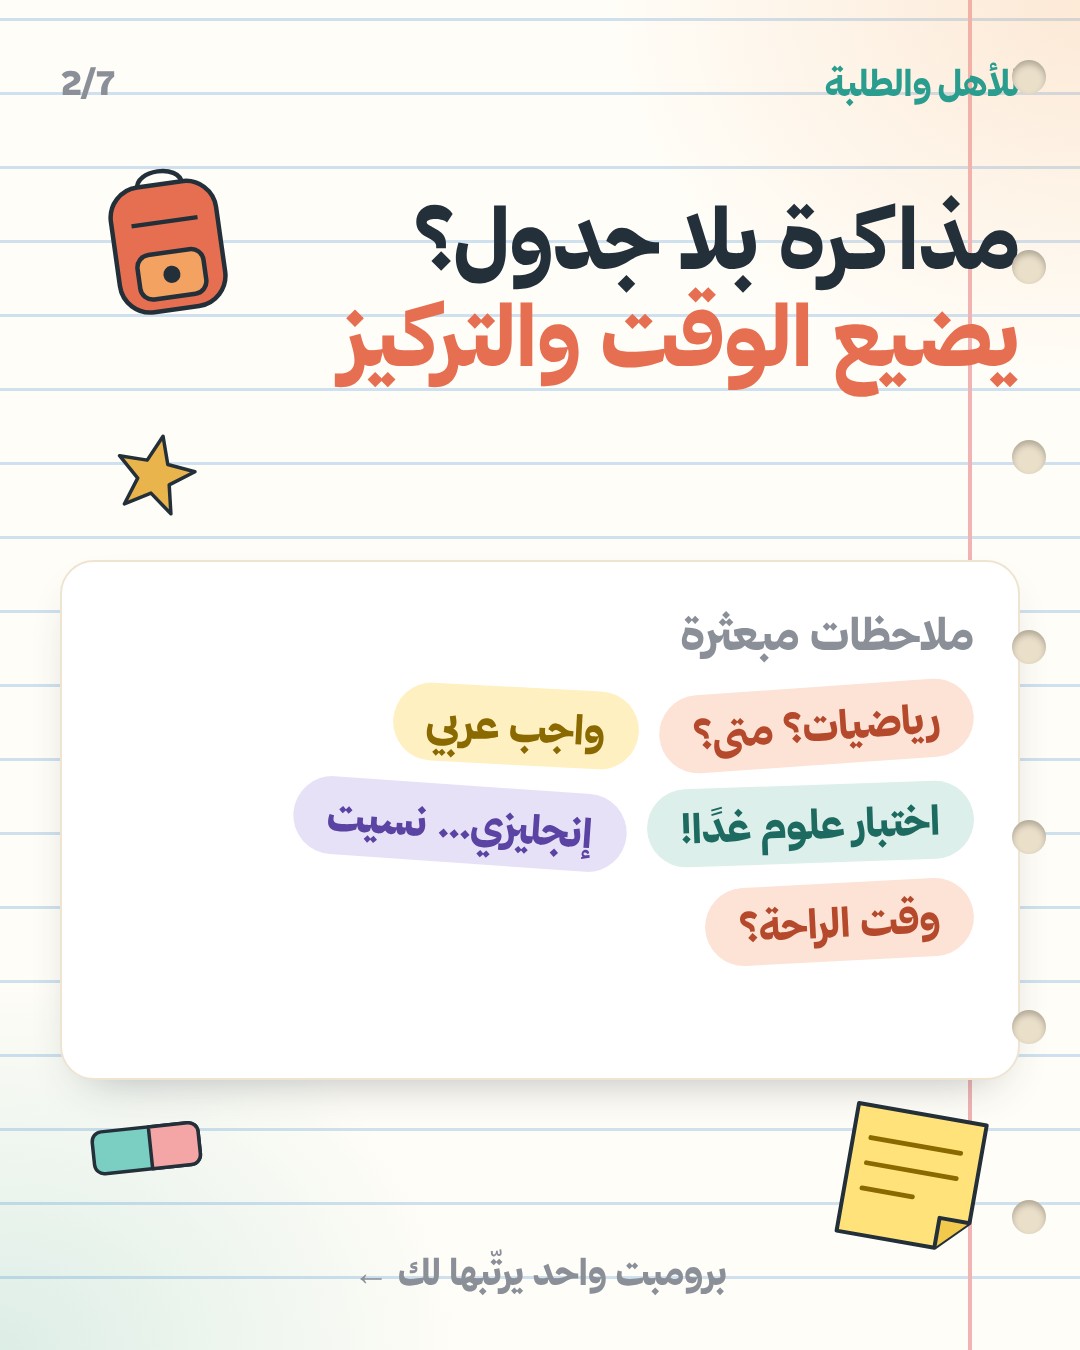 للأهل والطلبة
2/7
مذاكرة بلا جدول؟
يضيع الوقت والتركيز
ملاحظات مبعثرة
رياضيات؟ متى؟
واجب عربي
اختبار علوم غدًا!
إنجليزي... نسيت
وقت الراحة؟
برومبت واحد يرتّبها لك ←